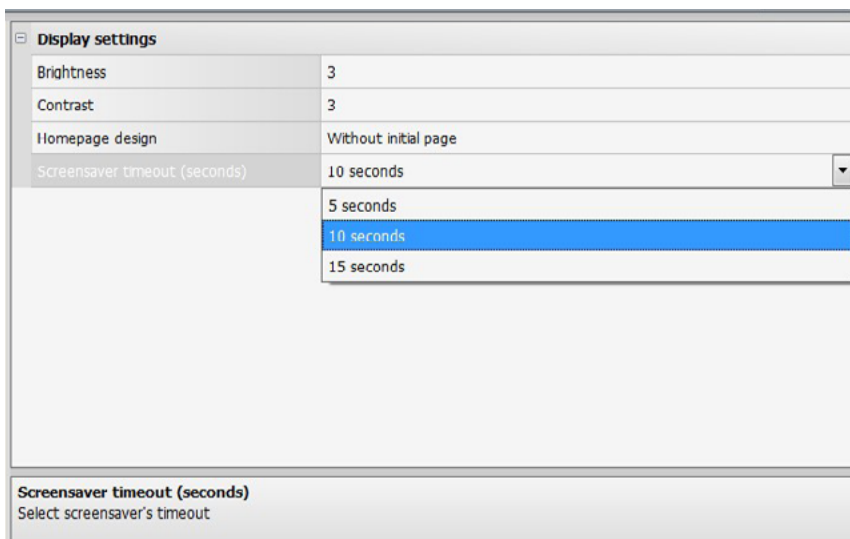 Display settings
Brightness 3
Contrast 3
Homepage design Without initial page
Screensaver timeout (seconds) 10 seconds
5 seconds
10 seconds
15 seconds
Screensaver timeout (seconds)
Select screensaver's timeout